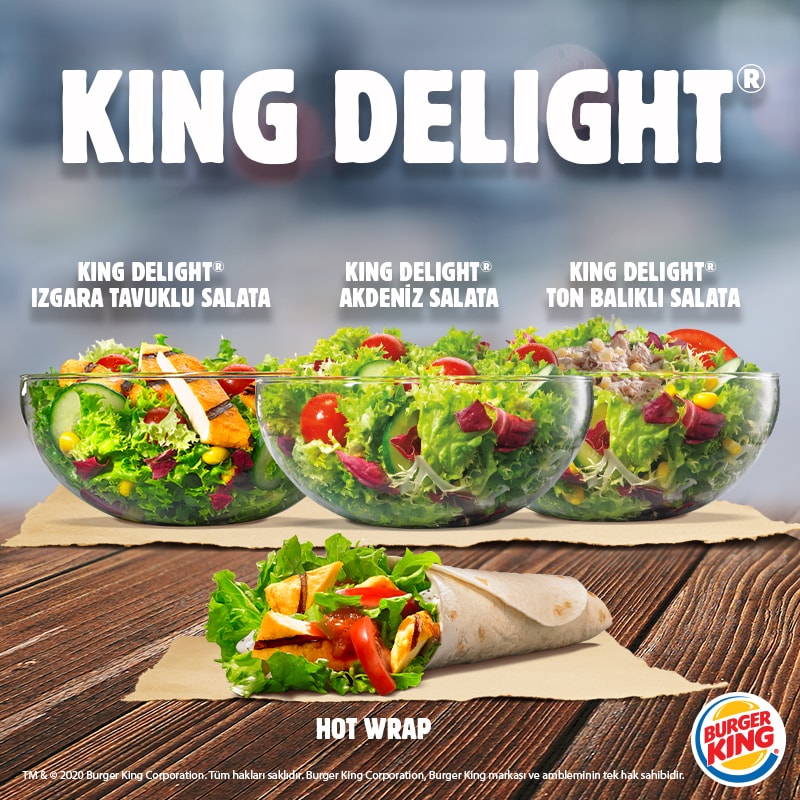 KING DELIGHT®
KING DELIGHT®
IZGARA TAVUKLU SALATA
KING DELIGHT®
AKDENİZ SALATA
KING DELIGHT®
TON BALIKLI SALATA
HOT WRAP
BURGER
KING
TM & © 2020 Burger King Corporation. Tüm hakları saklıdır. Burger King Corporation, Burger King markası ve ambleminin tek hak sahibidir.